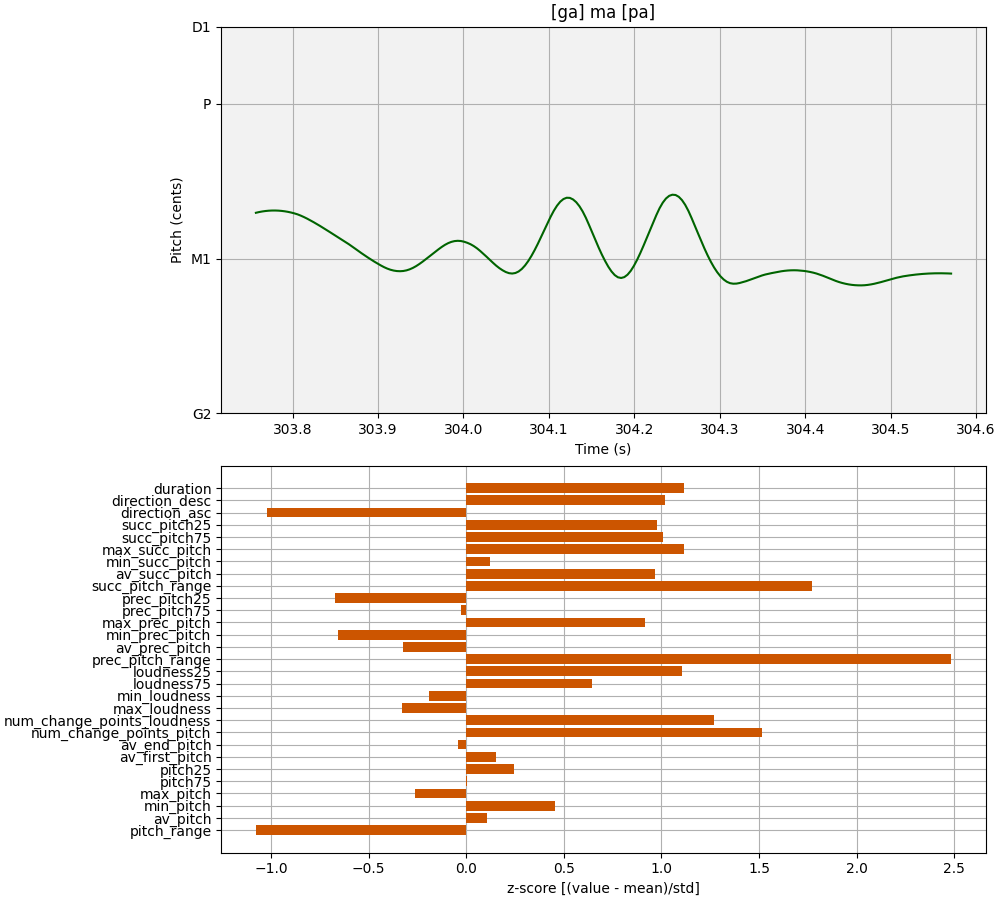 [ga] ma [pa]
D1
P
M1
G2
Pitch (cents)
303.8 303.9 304.0 304.1 304.2 304.3 304.4 304.5 304.6
Time (s)
duration
direction_desc
direction_asc
succ_pitch25
succ_pitch75
max_succ_pitch
min_succ_pitch
av_succ_pitch
succ_pitch_range
prec_pitch25
prec_pitch75
max_prec_pitch
min_prec_pitch
av_prec_pitch
prec_pitch_range
loudness25
loudness75
min_loudness
max_loudness
num_change_points_loudness
num_change_points_pitch
av_end_pitch
av_first_pitch
pitch25
pitch75
max_pitch
min_pitch
av_pitch
pitch_range
−1.0 −0.5 0.0 0.5 1.0 1.5 2.0 2.5
z-score [(value - mean)/std]